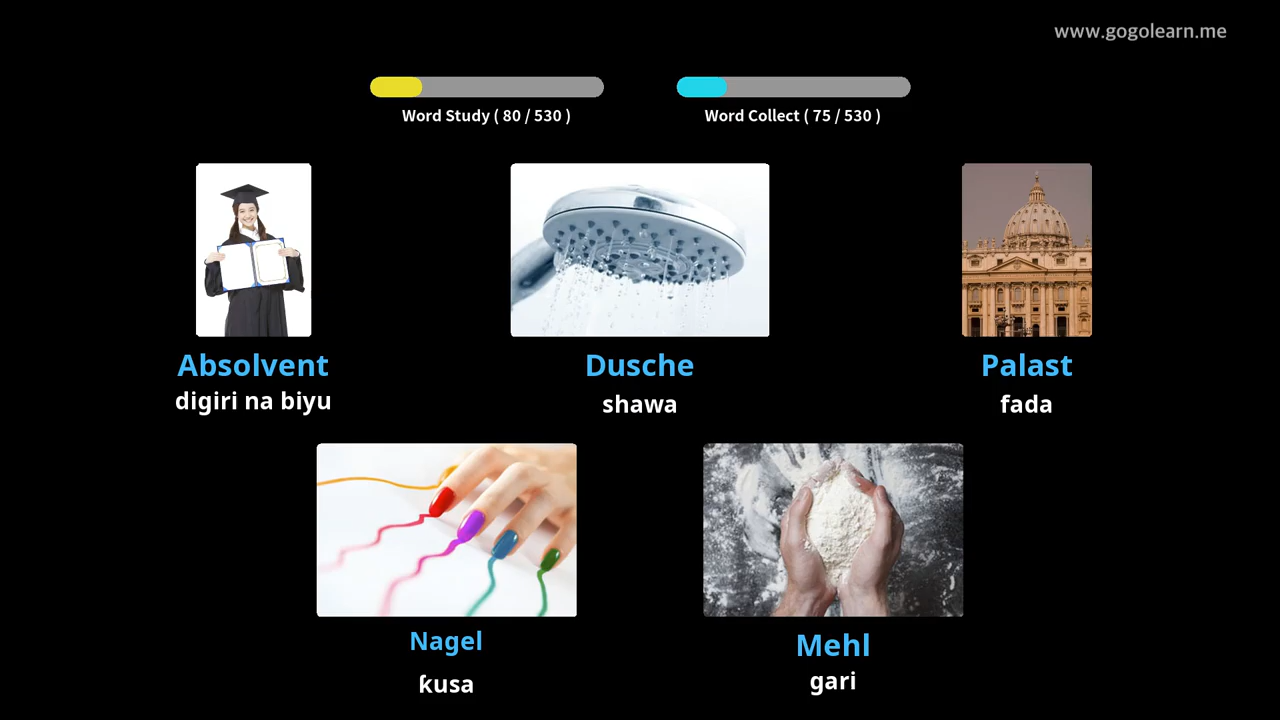 www.gogolearn.me
Word Study ( 80 / 530 )
Word Collect ( 75 / 530 )
Absolvent
digiri na biyu
Dusche
shawa
Palast
fada
Nagel
ƙusa
Mehl
gari